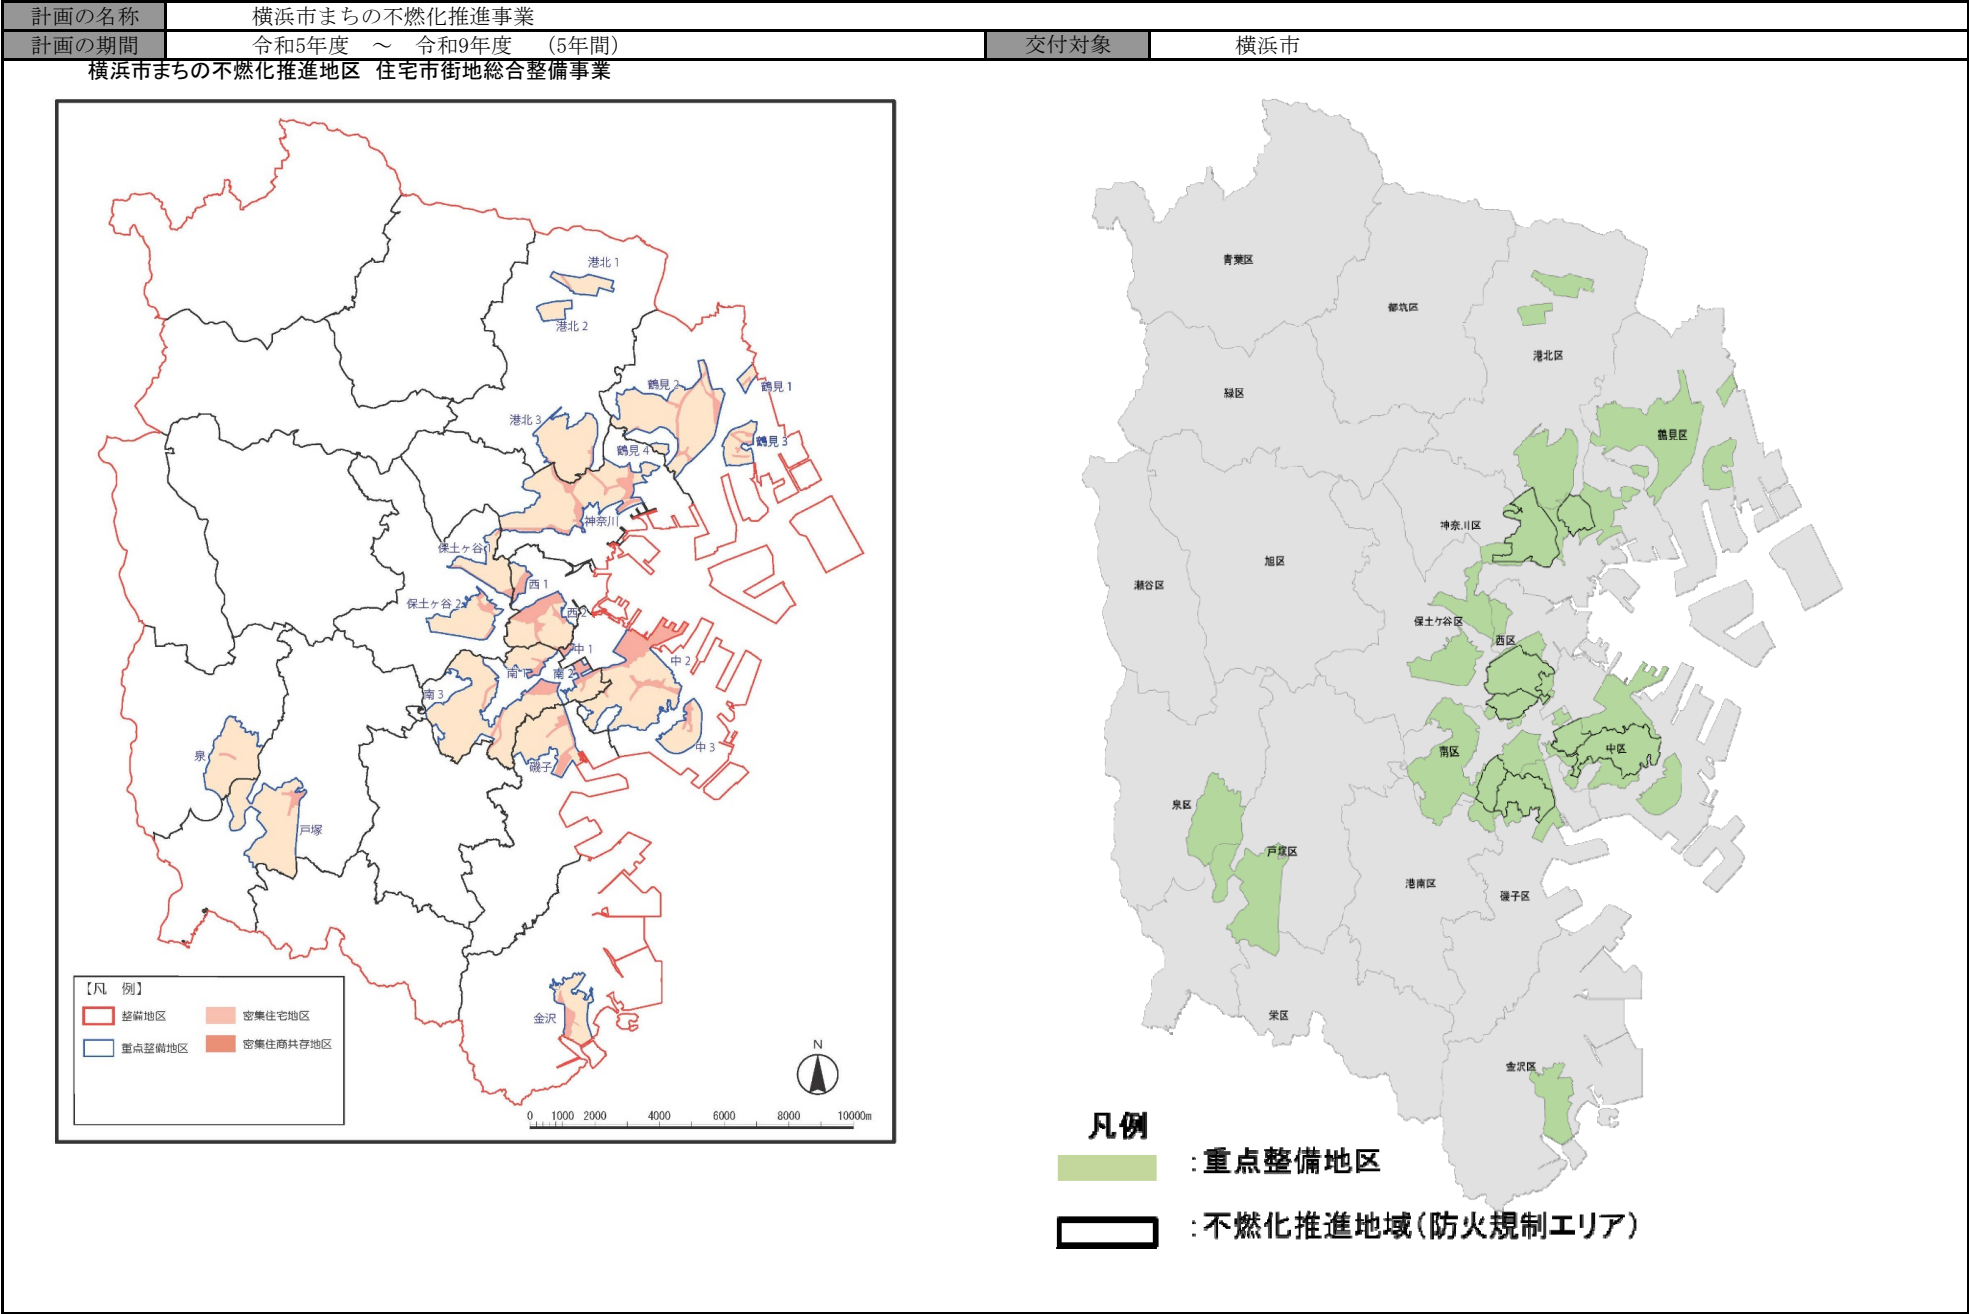 計画の名称 横浜市まちの不燃化推進事業
計画の期間 令和5年度 ～ 令和9年度 (5年間) 交付対象 横浜市
横浜市まちの不燃化推進地区 住宅市街地総合整備事業
港北1
港北2
鶴見2
鶴見1
港北3
鶴見3
鶴見4
神奈川
保土ヶ谷1
西1
保土ヶ谷2
西2
中1
中2
南1
南2
南3
中3
磯子
泉
戸塚
金沢
【凡 例】
整備地区
密集住宅地区
重点整備地区
密集住商共存地区
N
0 1000 2000 4000 6000 8000 10000m
青葉区
都筑区
港北区
緑区
鶴見区
神奈川区
旭区
瀬谷区
保土ケ谷区
西区
南区
中区
泉区
戸塚区
港南区
磯子区
栄区
金沢区
凡例
:重点整備地区
:不燃化推進地域(防火規制エリア)